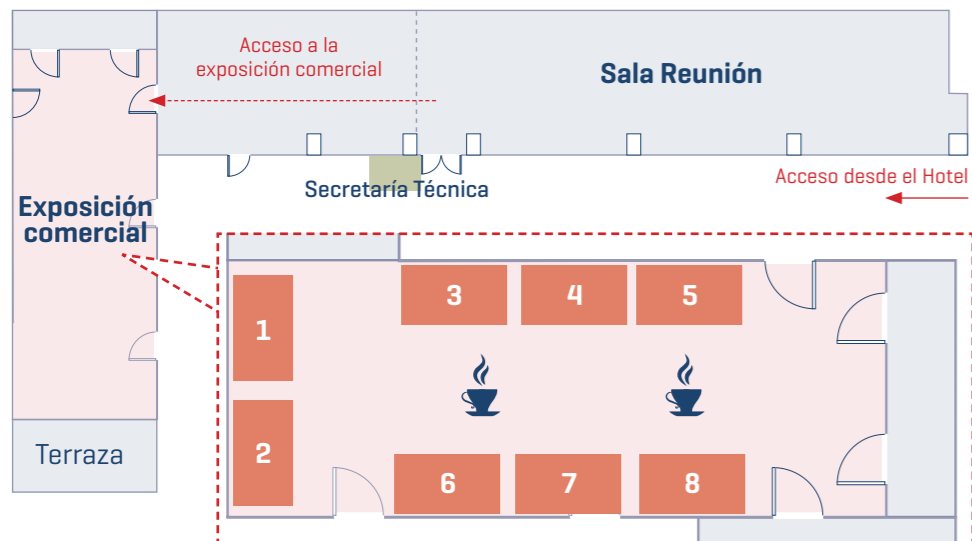 Acceso a la
exposición comercial
Sala Reunión
Secretaría Técnica
Acceso desde el Hotel
Exposición
comercial
3
4
5
1
2
6
7
8
Terraza